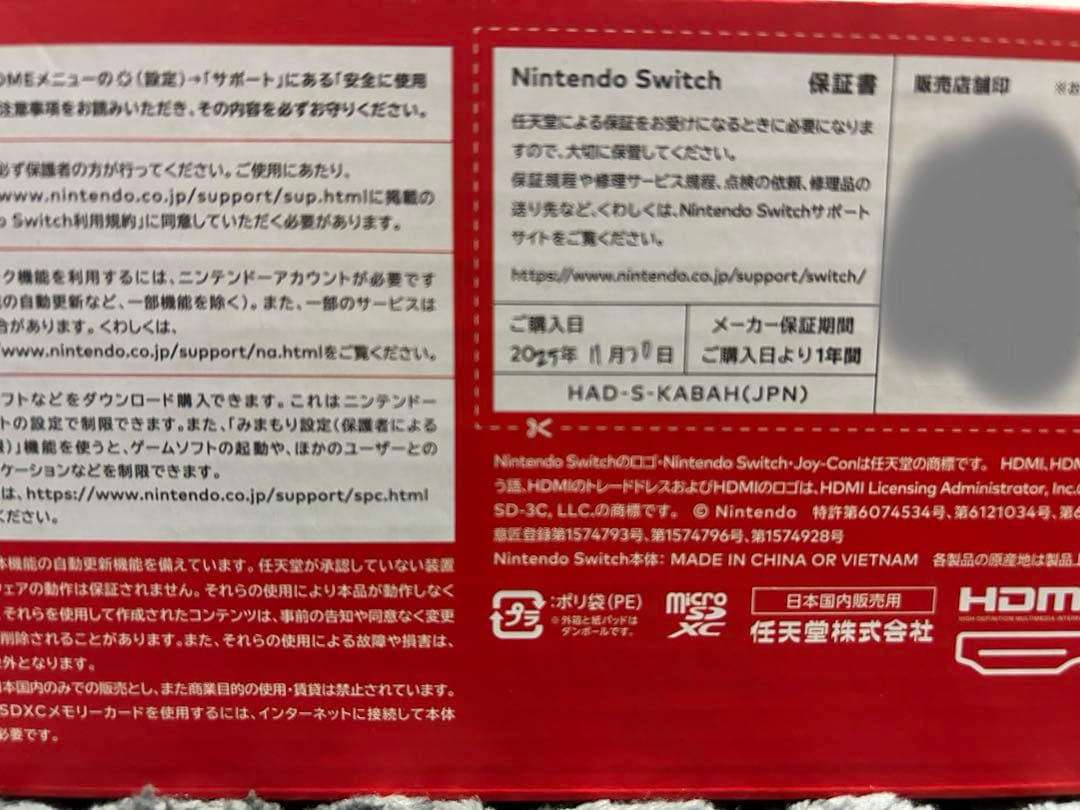 OMEメニューの(設定)→「サポート」にある「安全に使用
注意事項をお読みいただき、その内容を必ずお守りください。
必ず保護者の方が行ってください。ご使用にあたり、
www.nintendo.co.jp/support/sup.htmlに掲載の
o Switch利用規約」に同意していただく必要があります。
ク機能を利用するには、ニンテンドーアカウントが必要です
の自動更新など、一部機能を除く)。また、一部のサービスは
合があります。くわしくは、
/www.nintendo.co.jp/support/na.htmlをご覧ください。
フトなどをダウンロード購入できます。これはニンテンドー
トの設定で制限できます。また、「みまもり設定(保護者による
限)」機能を使うと、ゲームソフトの起動や、ほかのユーザーとの
ケーションなどを制限できます。
は、https://www.nintendo.co.jp/support/spc.html
ください。
体機能の自動更新機能を備えています。任天堂が承認していない装置
ウェアの動作は保証されません。それらの使用により本品が動作しなく
、それらを使用して作成されたコンテンツは、事前の告知や同意なく変更
削除されることがあります。また、それらの使用による故障や損害は、
対象外となります。
日本国内のみでの販売とし、また商業目的の使用・賃貸は禁止されています。
SDXCメモリーカードを使用するには、インターネットに接続して本体
必要です。
Nintendo Switch 保証書
任天堂による保証をお受けになるときに必要になりま
すので、大切に保管してください。
保証規程や修理サービス規程、点検の依頼、修理品の
送り先など、くわしくは、Nintendo Switchサポート
サイトをご覧ください。
https://www.nintendo.co.jp/support/switch/
ご購入日
2025年 11月30日
メーカー保証期間
ご購入日より1年間
HAD-S-KABAH(JPN)
販売店舗印 ※お
Nintendo Switchのロゴ・Nintendo Switch・Joy-Conは任天堂の商標です。 HDMI、HDM
う語、HDMIのトレードドレスおよびHDMIのロゴは、HDMI Licensing Administrator, Inc.
SD-3C, LLC.の商標です。 © Nintendo 特許第6074534号、第6121034号、第6
意匠登録第1574793号、第1574796号、第1574928号
Nintendo Switch本体: MADE IN CHINA OR VIETNAM 各製品の原産地は製品上
プラ
:ポリ袋(PE)
※外箱と紙パッドは
ダンボールです。
micro
SD
XC
日本国内販売用
任天堂株式会社
HDMI
HIGH-DEFINITION MULTIMEDIA INTER